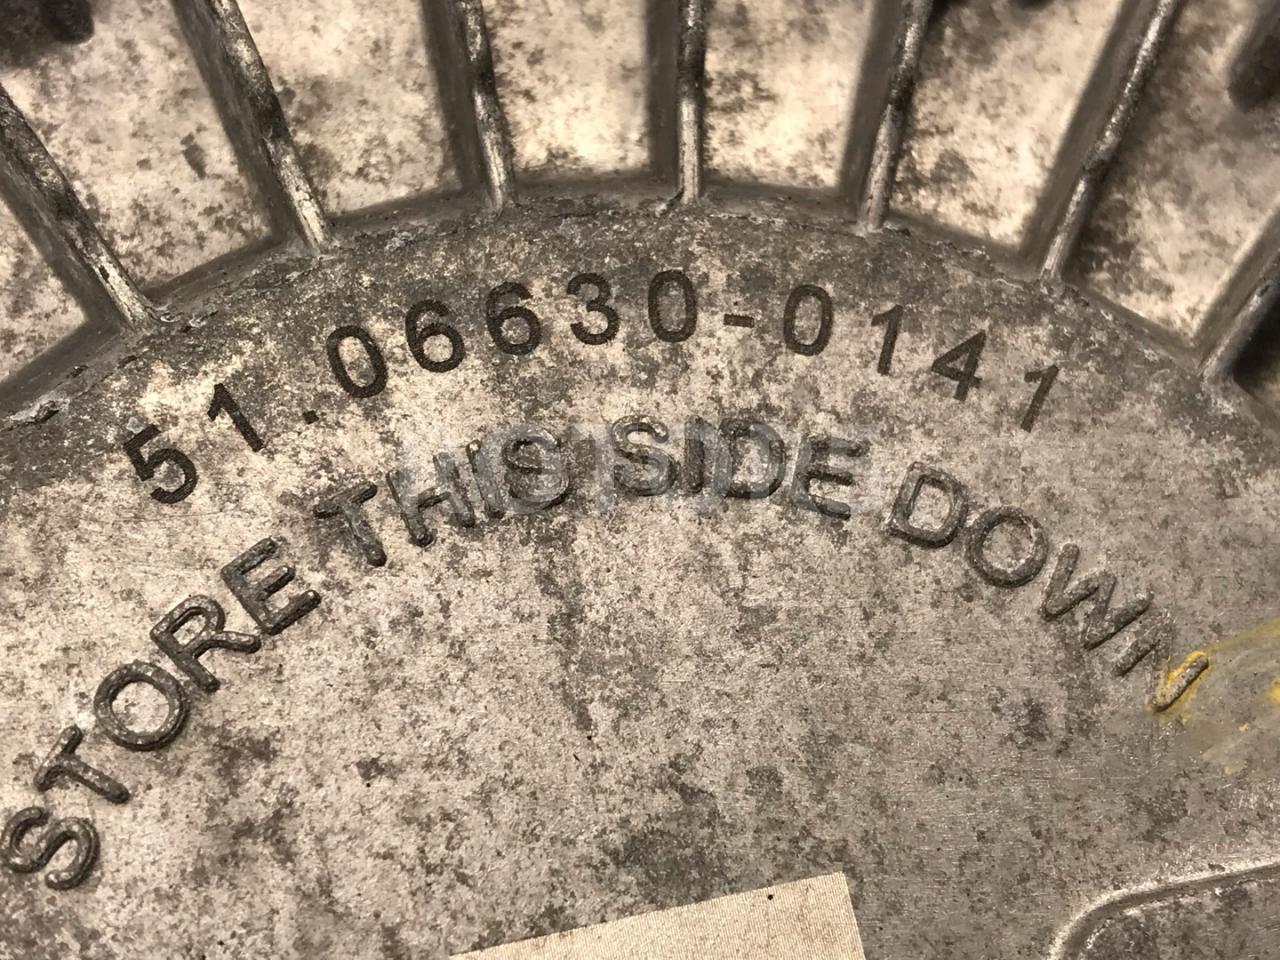 51.06630-0141
STORE THIS SIDE DOWN